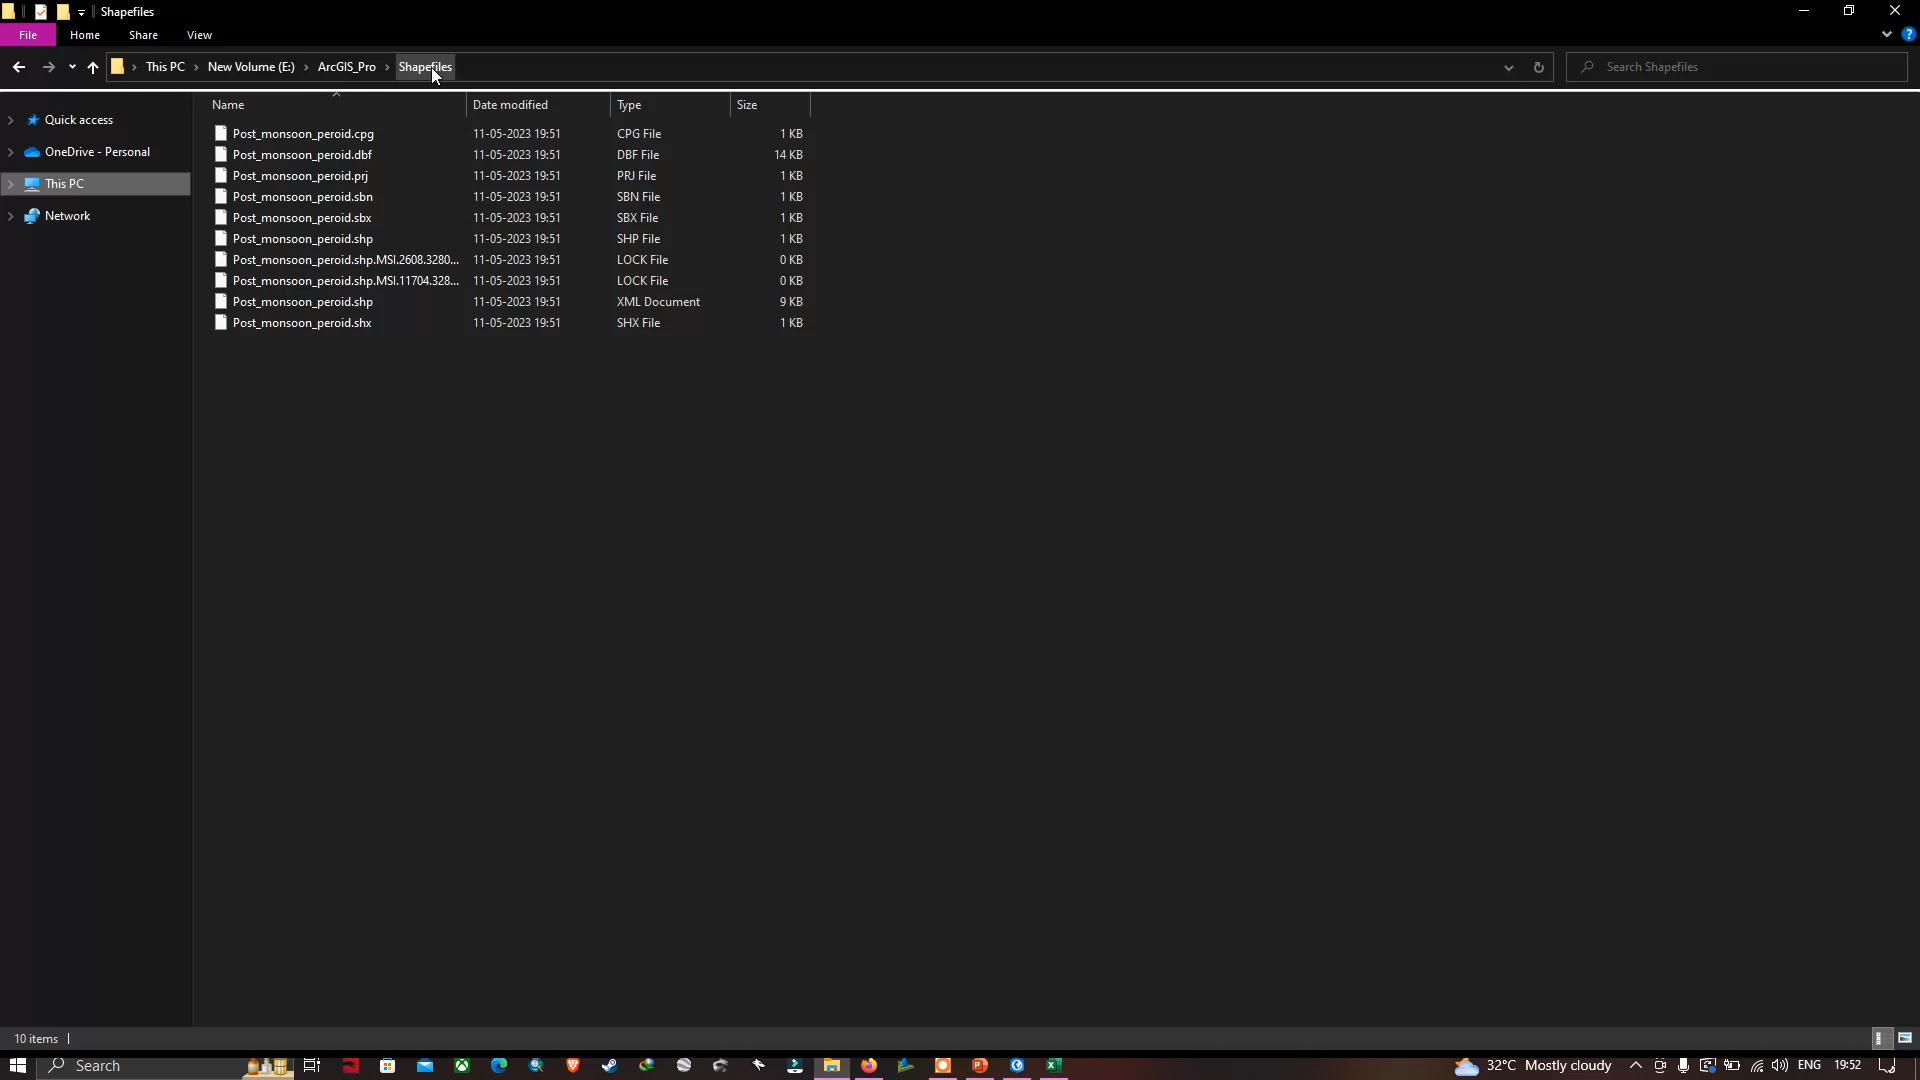 Shapefiles
File Home Share View
This PC New Volume (E:) ArcGIS_Pro Shapefiles Search Shapefiles
Name Date modified Type Size
Quick access
OneDrive - Personal
This PC
Network
Post_monsoon_peroid.cpg 11-05-2023 19:51 CPG File 1 KB
Post_monsoon_peroid.dbf 11-05-2023 19:51 DBF File 14 KB
Post_monsoon_peroid.prj 11-05-2023 19:51 PRJ File 1 KB
Post_monsoon_peroid.sbn 11-05-2023 19:51 SBN File 1 KB
Post_monsoon_peroid.sbx 11-05-2023 19:51 SBX File 1 KB
Post_monsoon_peroid.shp 11-05-2023 19:51 SHP File 1 KB
Post_monsoon_peroid.shp.MSI.2608.3280... 11-05-2023 19:51 LOCK File 0 KB
Post_monsoon_peroid.shp.MSI.11704.328... 11-05-2023 19:51 LOCK File 0 KB
Post_monsoon_peroid.shp 11-05-2023 19:51 XML Document 9 KB
Post_monsoon_peroid.shx 11-05-2023 19:51 SHX File 1 KB
10 items
Search 32°C Mostly cloudy ENG 19:52